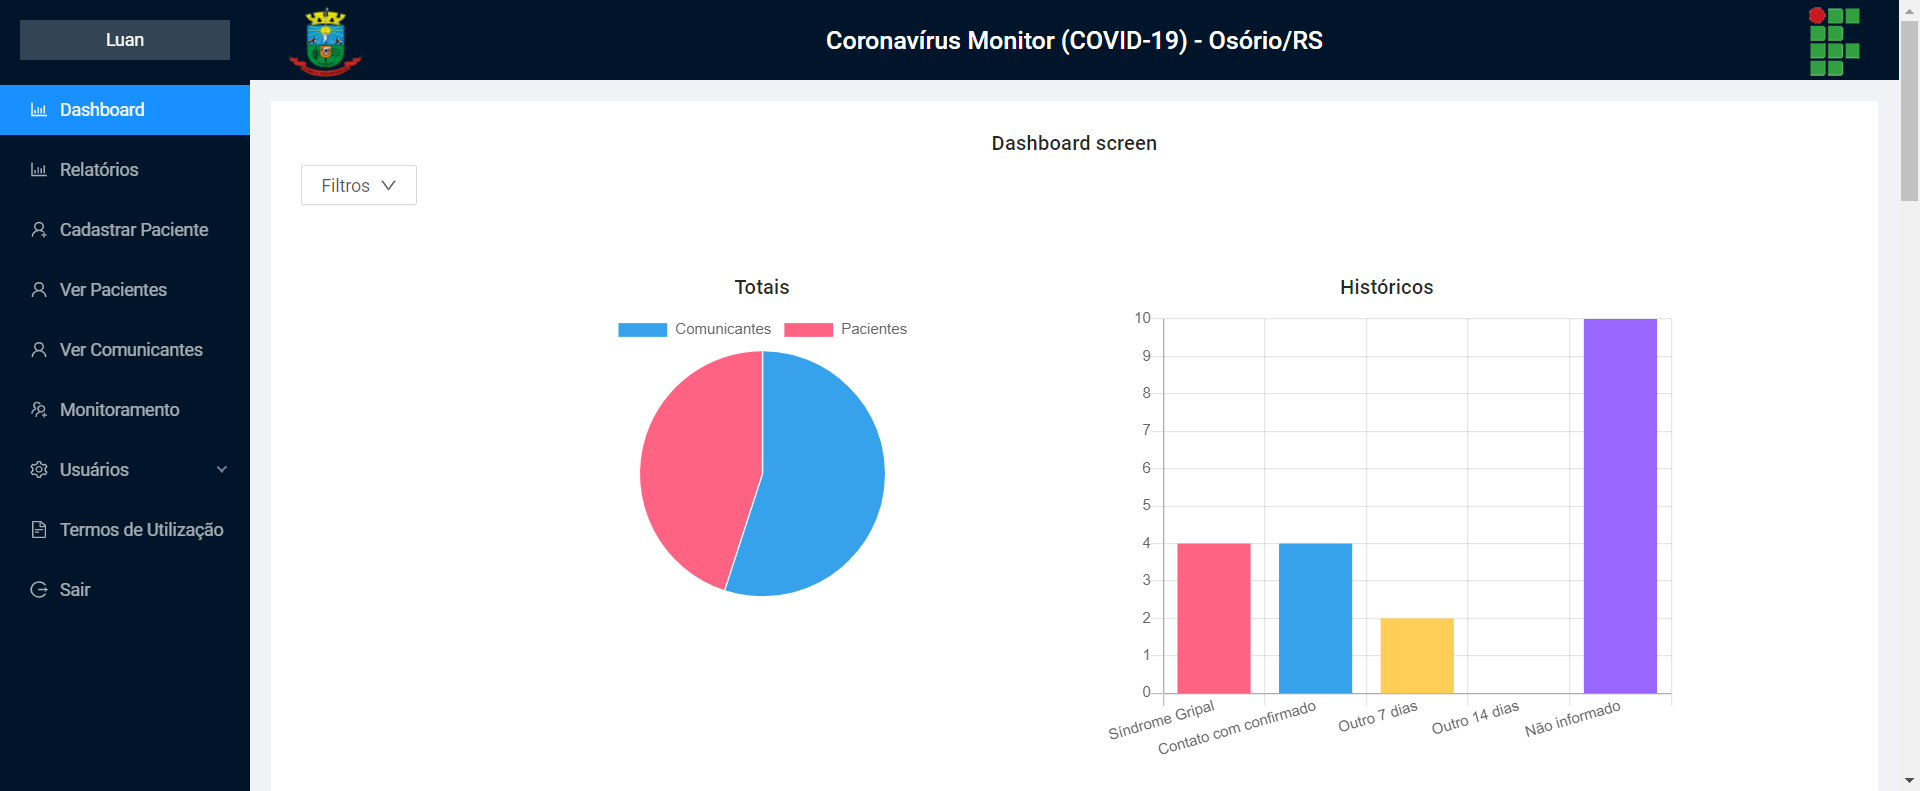 Luan
Coronavírus Monitor (COVID-19) - Osório/RS
Dashboard
Relatórios
Cadastrar Paciente
Ver Pacientes
Ver Comunicantes
Monitoramento
Usuários
Termos de Utilização
Sair
Dashboard screen
Filtros
Totais
Comunicantes Pacientes
Históricos
10
9
8
7
6
5
4
3
2
1
0
Síndrome Gripal
Contato com confirmado
Outro 7 dias
Outro 14 dias
Não informado